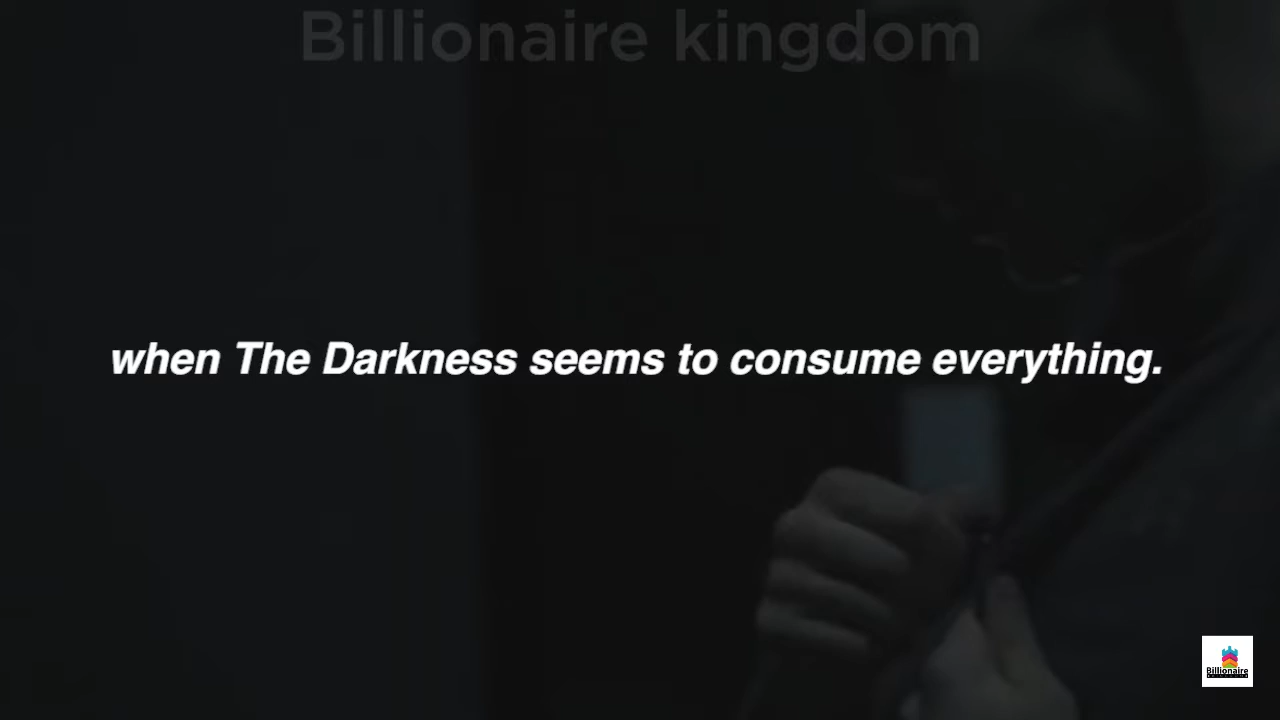 Billionaire kingdom
when The Darkness seems to consume everything.
Billionaire